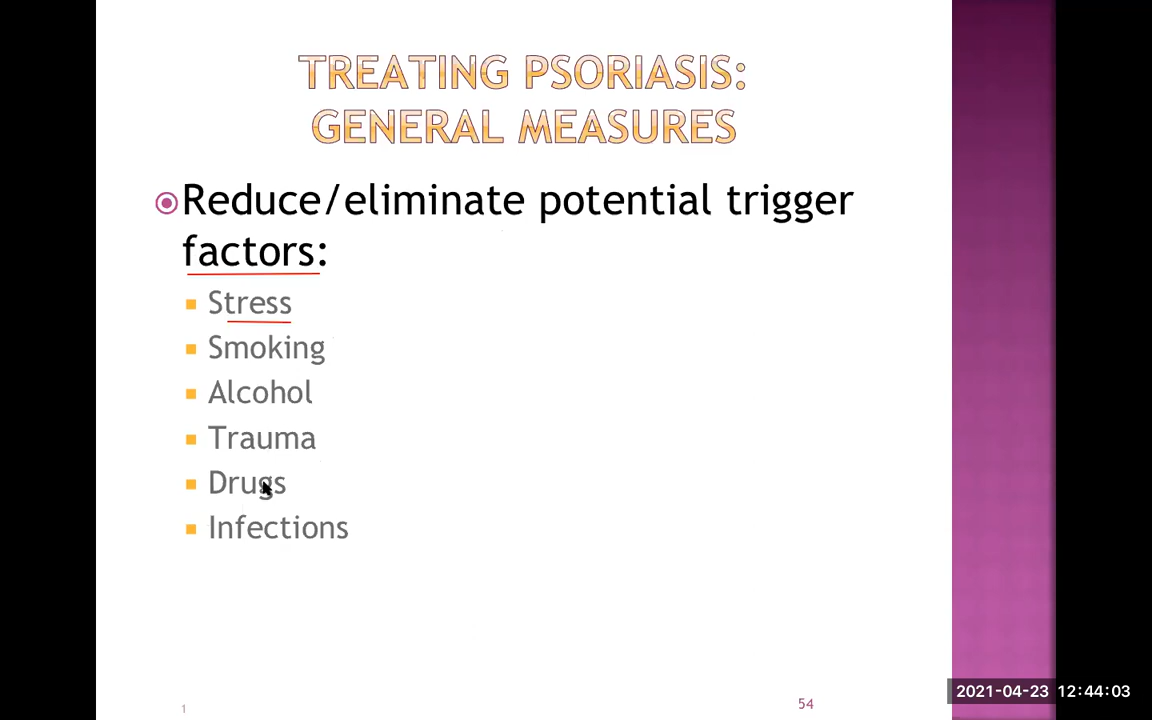 TREATING PSORIASIS:
GENERAL MEASURES
Reduce/eliminate potential trigger
factors:
Stress
Smoking
Alcohol
Trauma
Drugs
Infections
1
54
2021-04-23 12:44:03